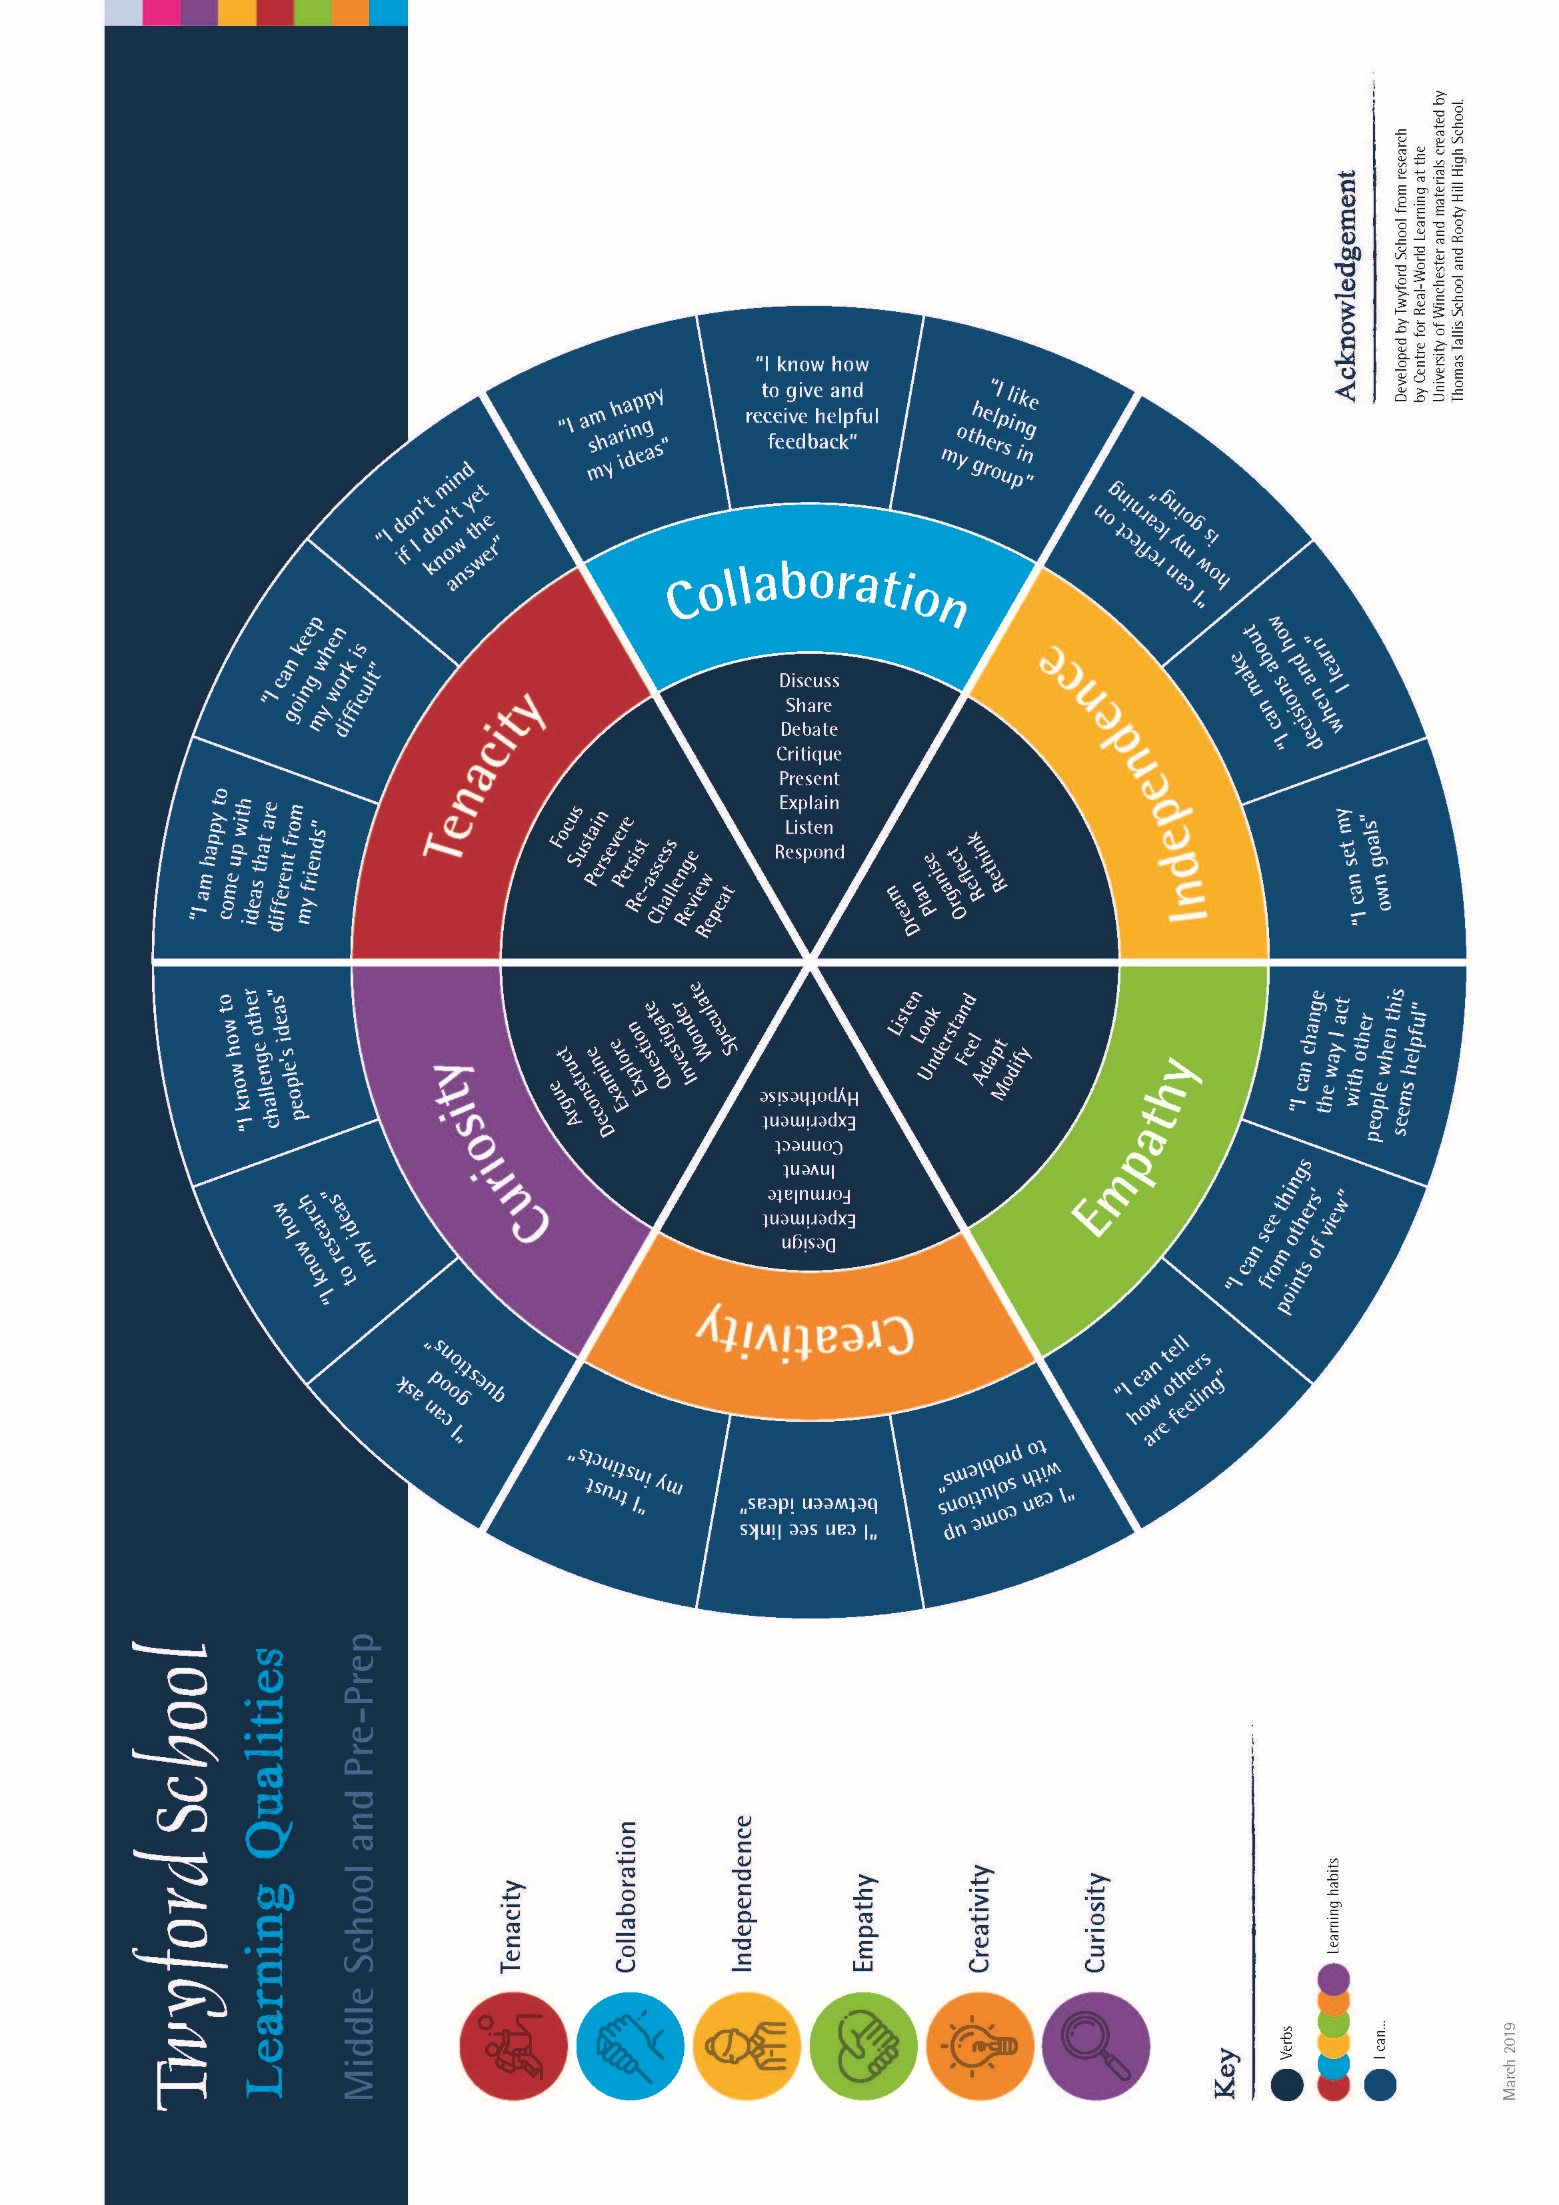 Twyford School
Learning Qualities
Middle School and Pre-Prep
Tenacity
Collaboration
Independence
Empathy
Creativity
Curiosity
Key
Verbs
Learning habits
I can...
March 2019
Collaboration
"I am happy
sharing
my ideas"
"I know how
to give and
receive helpful
feedback"
"I like
helping
others in
my group"
Discuss
Share
Debate
Critique
Present
Explain
Listen
Respond
Independence
"I can reflect on
how my learning
is going"
"I can make
decisions about
when and how
I learn"
"I can set my
own goals"
Dream
Plan
Organise
Reflect
Rethink
Empathy
"I can change
the way I act
with other
people when this
seems helpful"
"I can see things
from others'
points of view"
"I can tell
how others
are feeling"
Listen
Look
Understand
Feel
Adapt
Modify
Creativity
"I can come up
with solutions
to problems"
"I can see links
between ideas"
"I trust
my instincts"
Design
Experiment
Formulate
Invent
Connect
Experiment
Hypothesise
Curiosity
"I can ask
good
questions"
"I know how
to research
my ideas"
"I know how to
challenge other
people's ideas"
Argue
Deconstruct
Examine
Explore
Question
Investigate
Wonder
Speculate
Tenacity
"I am happy to
come up with
ideas that are
different from
my friends"
"I can keep
going when
my work is
difficult"
"I don't mind
if I don't yet
know the
answer"
Focus
Sustain
Persevere
Persist
Re-assess
Challenge
Review
Repeat
Acknowledgement
Developed by Twyford School from research
by Centre for Real-World Learning at the
University of Winchester and materials created by
Thomas Tallis School and Rooty Hill High School.